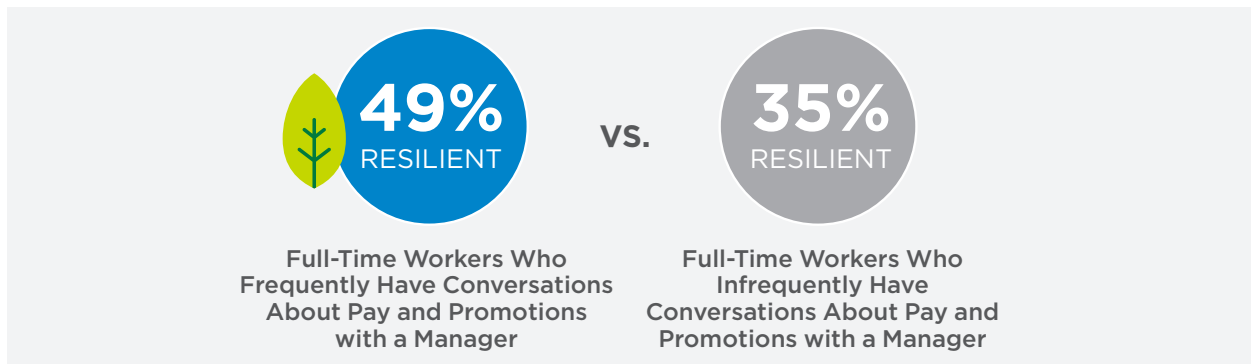 49%
RESILIENT
vs.
35%
RESILIENT
Full-Time Workers Who
Frequently Have Conversations
About Pay and Promotions
with a Manager
Full-Time Workers Who
Infrequently Have
Conversations About Pay and
Promotions with a Manager